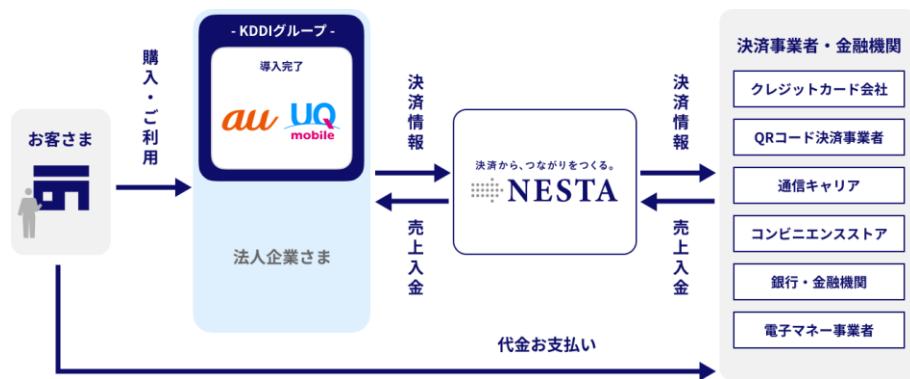 お客さま
購入・ご利用
- KDDIグループ -
導入完了
au
UQ
mobile
法人企業さま
決済情報
売上入金
決済から、つながりをつくる。
NESTA
決済情報
売上入金
決済事業者・金融機関
クレジットカード会社
QRコード決済事業者
通信キャリア
コンビニエンスストア
銀行・金融機関
電子マネー事業者
代金お支払い